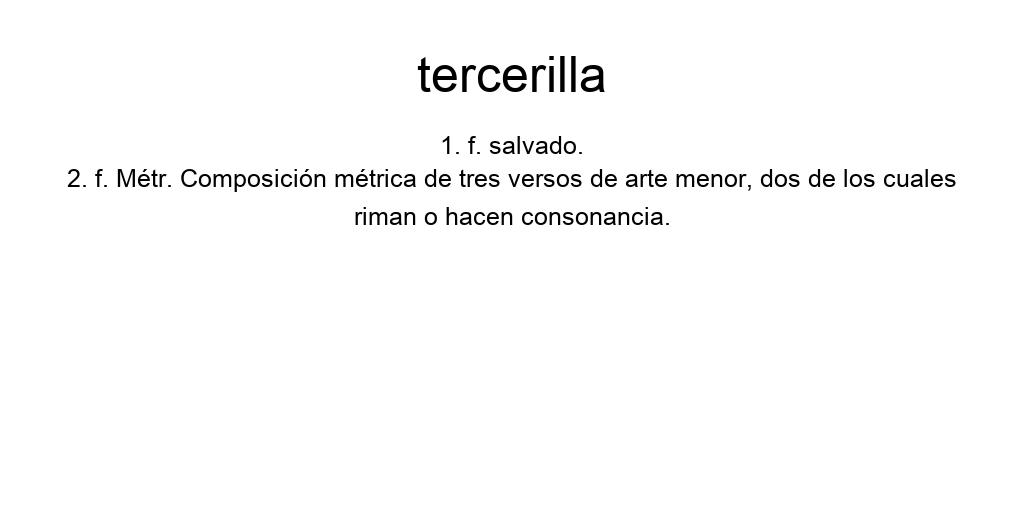 tercerilla
1. f. salvado.
2. f. Métr. Composición métrica de tres versos de arte menor, dos de los cuales
riman o hacen consonancia.